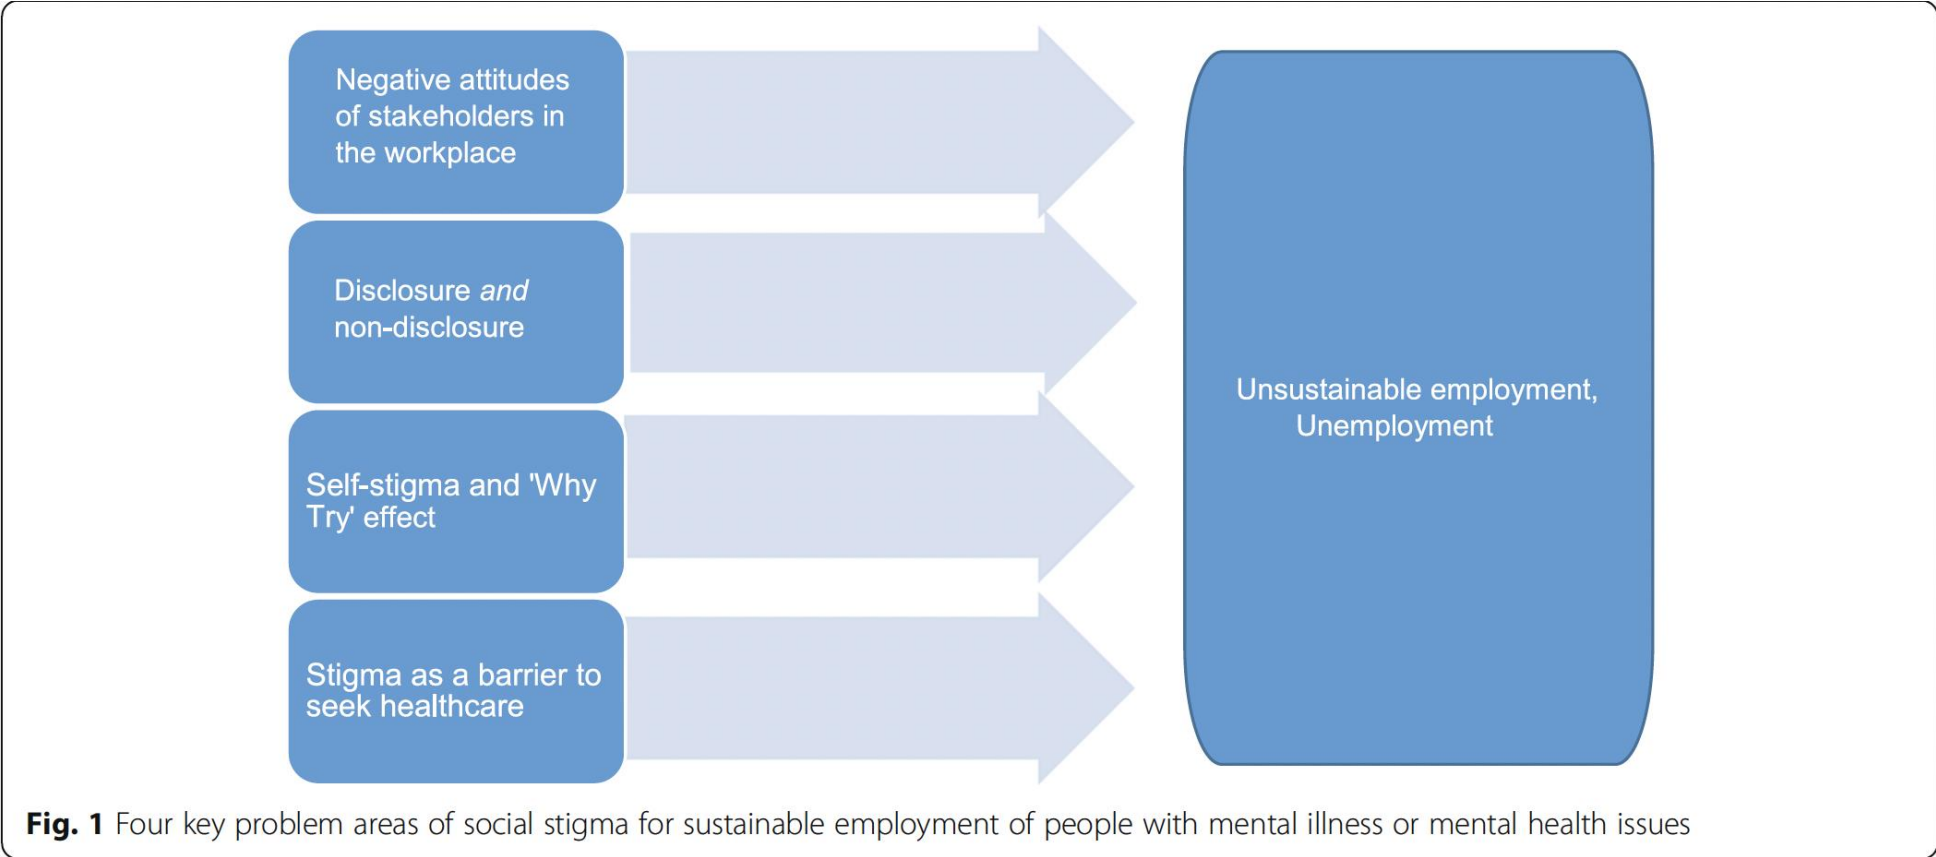 Negative attitudes
of stakeholders in
the workplace
Disclosure and
non-disclosure
Self-stigma and 'Why
Try' effect
Stigma as a barrier to
seek healthcare
Unsustainable employment,
Unemployment
Fig. 1 Four key problem areas of social stigma for sustainable employment of people with mental illness or mental health issues